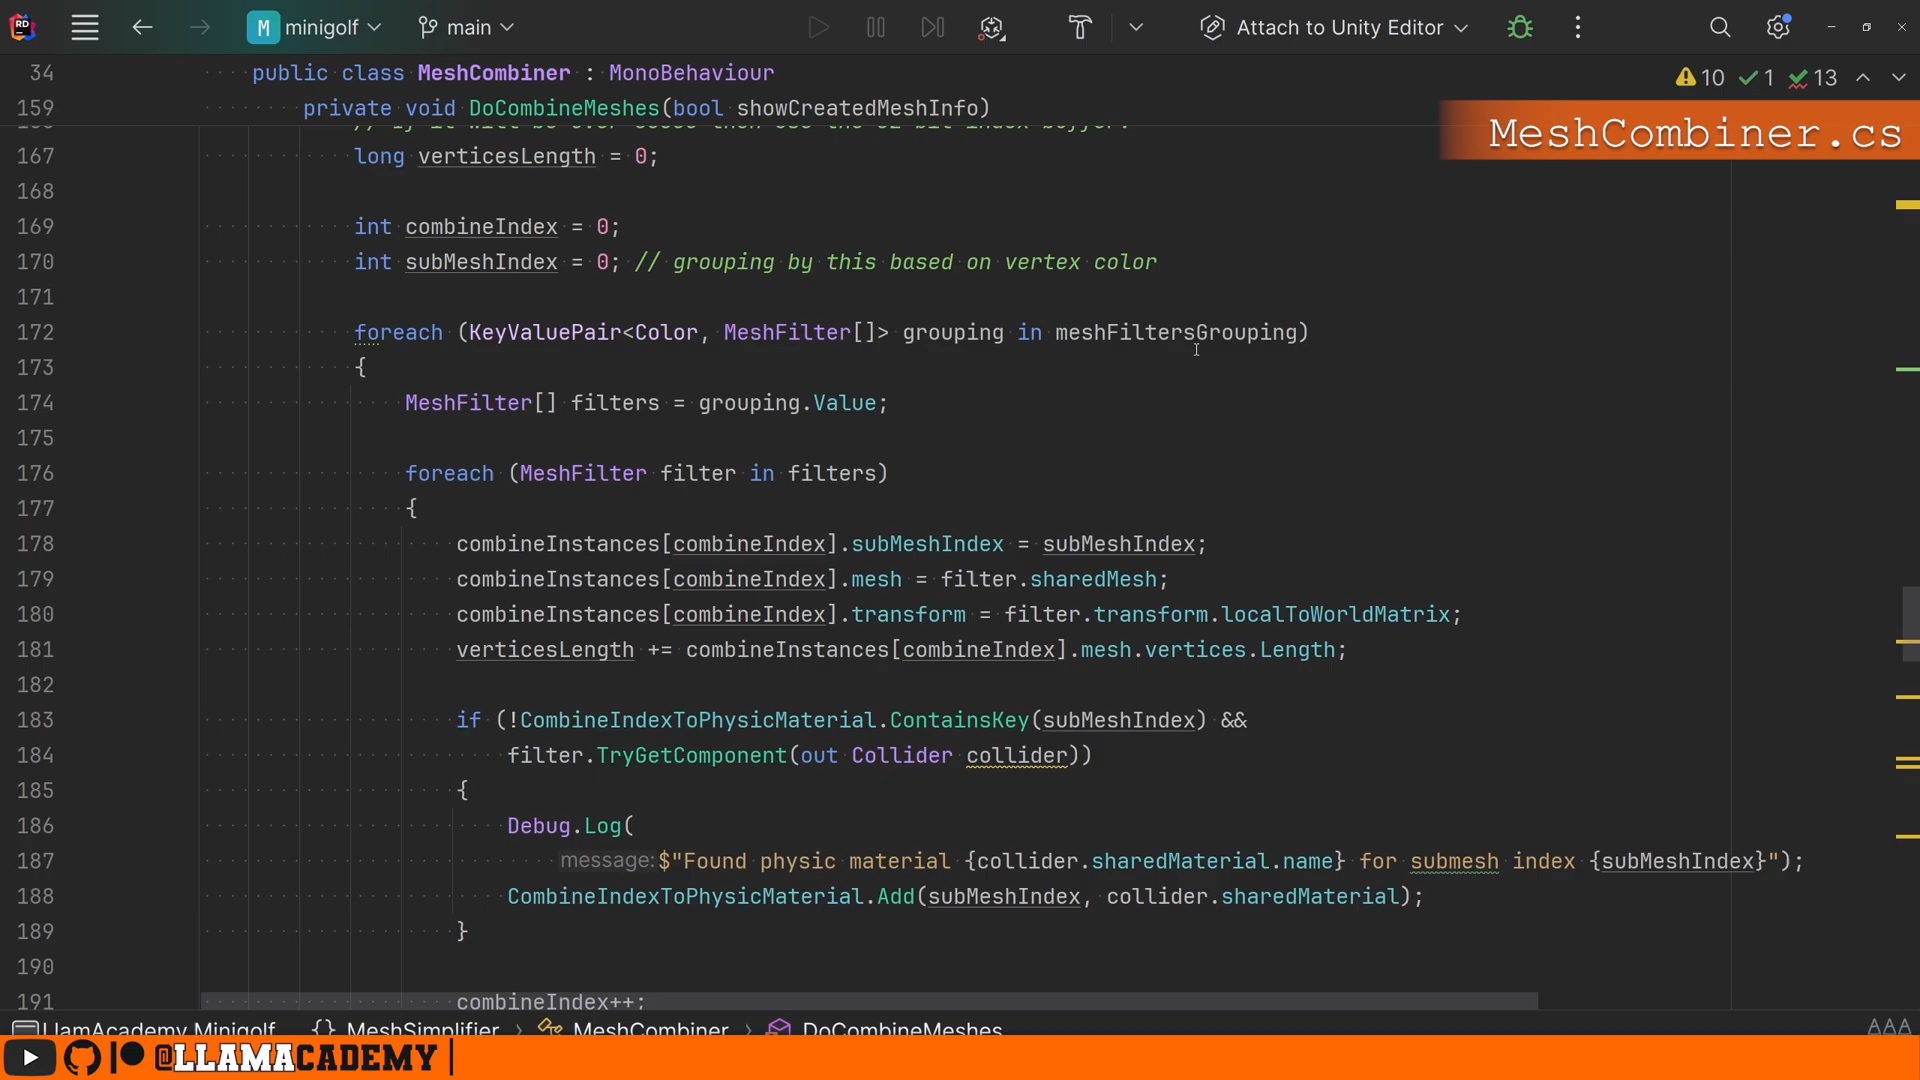 minigolf main Attach to Unity Editor
34 public class MeshCombiner : MonoBehaviour
10 1 13
159 private void DoCombineMeshes(bool showCreatedMeshInfo)
MeshCombiner.cs
167 long verticesLength = 0;
168
169 int combineIndex = 0;
170 int subMeshIndex = 0; // grouping by this based on vertex color
171
172 foreach (KeyValuePair<Color, MeshFilter[]> grouping in meshFiltersGrouping)
173 {
174 MeshFilter[] filters = grouping.Value;
175
176 foreach (MeshFilter filter in filters)
177 {
178 combineInstances[combineIndex].subMeshIndex = subMeshIndex;
179 combineInstances[combineIndex].mesh = filter.sharedMesh;
180 combineInstances[combineIndex].transform = filter.transform.localToWorldMatrix;
181 verticesLength += combineInstances[combineIndex].mesh.vertices.Length;
182
183 if (!CombineIndexToPhysicMaterial.ContainsKey(subMeshIndex) &&
184 filter.TryGetComponent(out Collider collider))
185 {
186 Debug.Log(
187 message: $"Found physic material {collider.sharedMaterial.name} for submesh index {subMeshIndex}");
188 CombineIndexToPhysicMaterial.Add(subMeshIndex, collider.sharedMaterial);
189 }
190
191 combineIndex++;
LlamAcademy Minigolf {} MeshSimplifier > MeshCombiner > DoCombineMeshes
@LLAMACADEMY